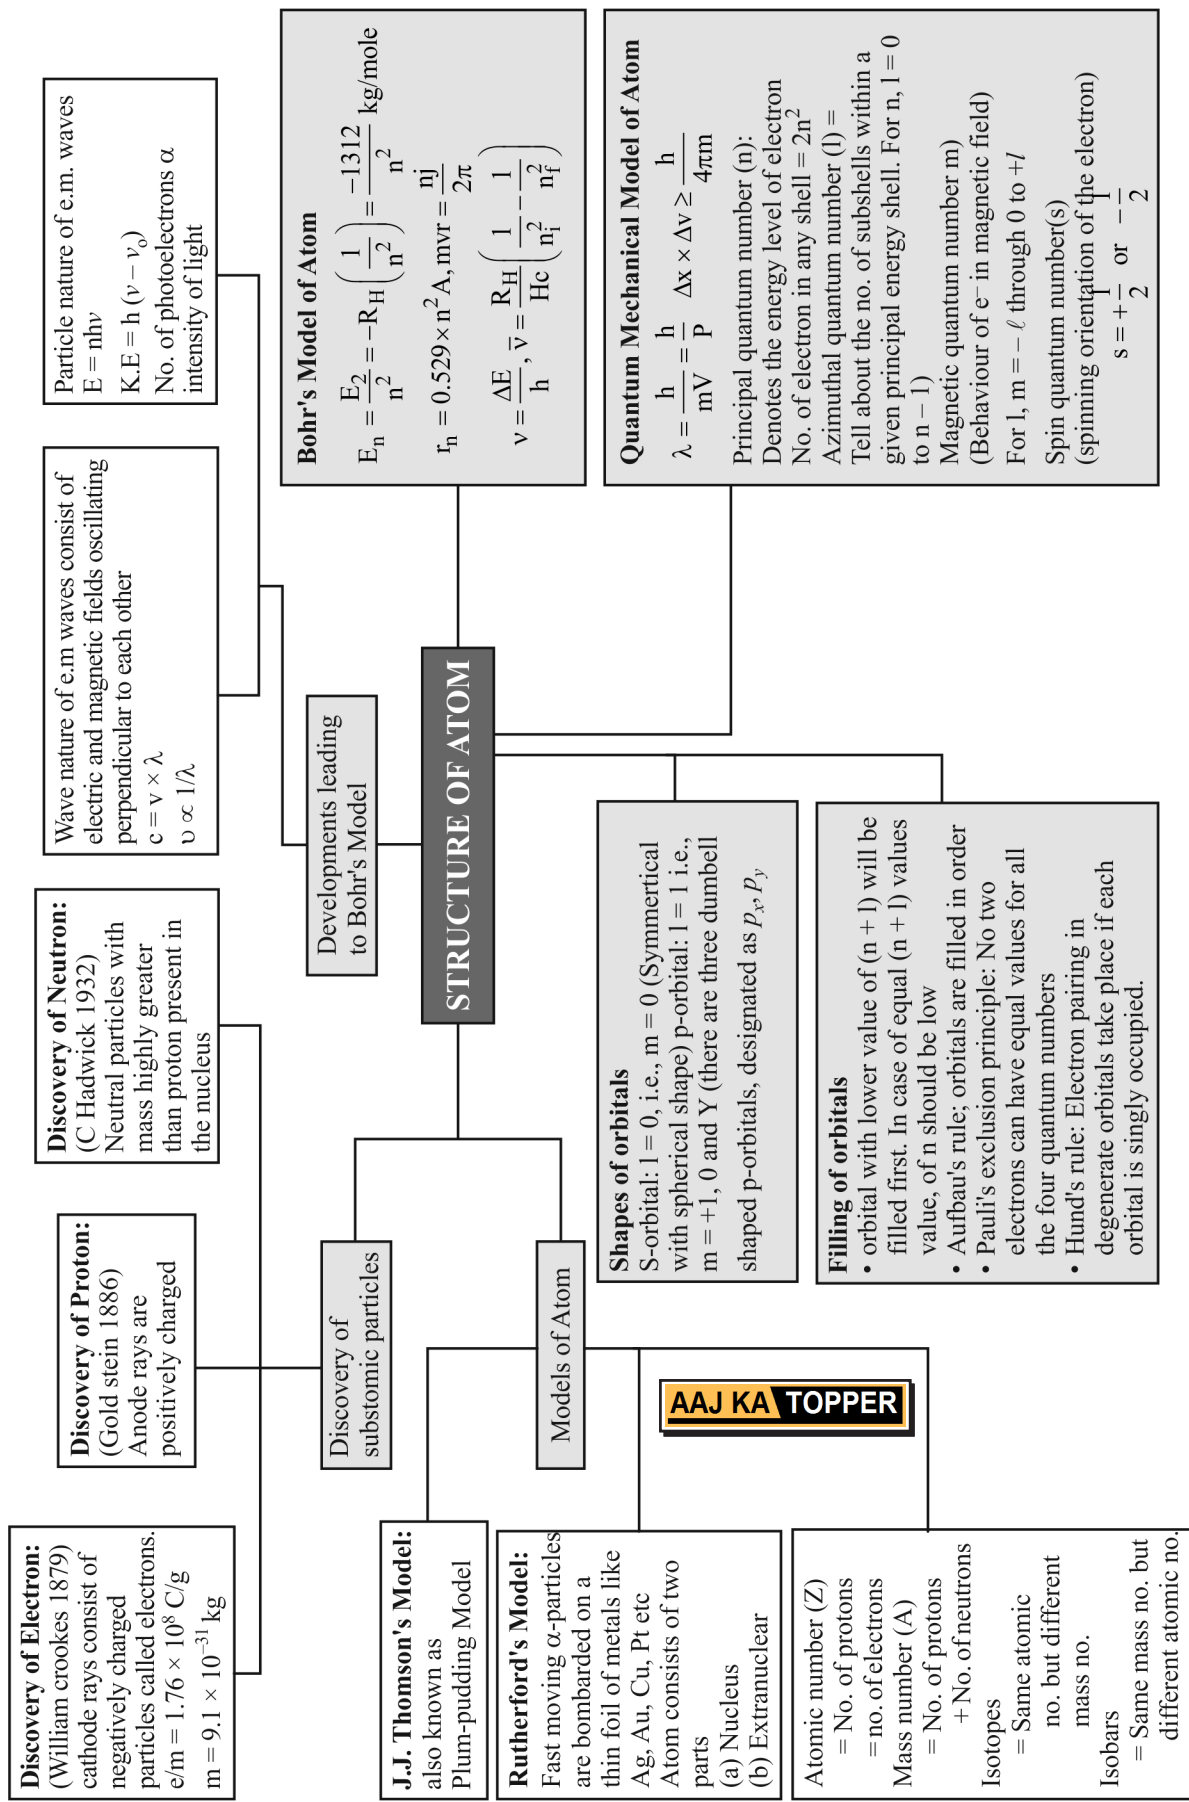 Discovery of Electron:
(William crookes 1879)
cathode rays consist of
negatively charged
particles called electrons.
e/m = 1.76 × 10⁸ C/g
m = 9.1 × 10⁻³¹ kg
Discovery of Proton:
(Gold stein 1886)
Anode rays are
positively charged
Discovery of Neutron:
(C Hadwick 1932)
Neutral particles with
mass highly greater
than proton present in
the nucleus
Wave nature of e.m waves consist of
electric and magnetic fields oscillating
perpendicular to each other
c = v × λ
υ ∝ 1/λ
Particle nature of e.m. waves
E = nhν
K.E = h (ν – νₒ)
No. of photoelectrons α
intensity of light
Discovery of
substomic particles
Developments leading
to Bohr's Model
STRUCTURE OF ATOM
Models of Atom
J.J. Thomson's Model:
also known as
Plum-pudding Model
Rutherford's Model:
Fast moving α-particles
are bombarded on a
thin foil of metals like
Ag, Au, Cu, Pt etc
Atom consists of two
parts
(a) Nucleus
(b) Extranuclear
Atomic number (Z)
= No. of protons
= no. of electrons
Mass number (A)
= No. of protons
+ No. of neutrons
Isotopes
= Same atomic
no. but different
mass no.
Isobars
= Same mass no. but
different atomic no.
AAJ KA TOPPER
Shapes of orbitals
S-orbital: l = 0, i.e., m = 0 (Symmertical
with spherical shape) p-orbital: l = 1 i.e.,
m = +1, 0 and Y (there are three dumbell
shaped p-orbitals, designated as pₓ, p_y
Filling of orbitals
• orbital with lower value of (n + l) will be
filled first. In case of equal (n + l) values
value, of n should be low
• Aufbau's rule; orbitals are filled in order
• Pauli's exclusion principle: No two
electrons can have equal values for all
the four quantum numbers
• Hund's rule: Electron pairing in
degenerate orbitals take place if each
orbital is singly occupied.
Bohr's Model of Atom
Eₙ = E₂/n² = –R_H (1/n²) = –1312/n² kg/mole
rₙ = 0.529 × n² A, mvr = nj/2π
ν = ΔE/h, ν = R_H/Hc (1/nᵢ² – 1/n_f²)
Quantum Mechanical Model of Atom
λ = h/mV = h/P Δx × Δv ≥ h/4πm
Principal quantum number (n):
Denotes the energy level of electron
No. of electron in any shell = 2n²
Azimuthal quantum number (l) =
Tell about the no. of subshells within a
given principal energy shell. For n, l = 0
to n – 1)
Magnetic quantum number m)
(Behaviour of e⁻ in magnetic field)
For l, m = – ℓ through 0 to +l
Spin quantum number(s)
(spinning orientation of the electron)
s = +1/2 or –1/2